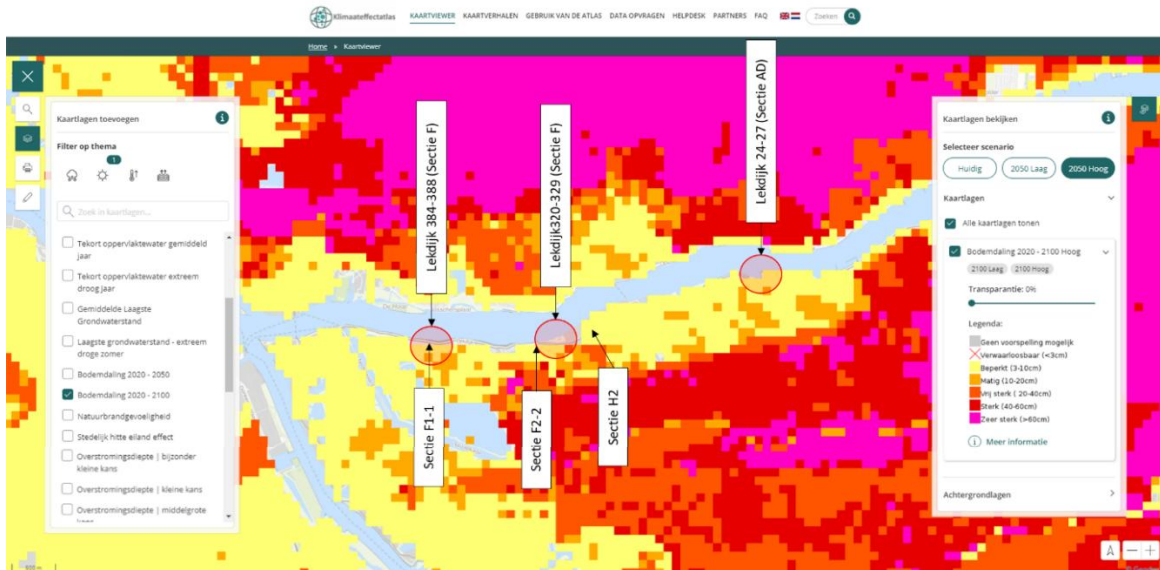 Klimaateffectatlas
KAARTVIEWER KAARTVERHALEN GEBRUIK VAN DE ATLAS DATA OPVRAGEN HELPDESK PARTNERS FAQ Zoeken
Home › Kaartviewer
Kaartlagen toevoegen
Filter op thema
1
Zoek in kaartlagen...
Tekort oppervlaktewater gemiddeld
jaar
Tekort oppervlaktewater extreem
droog jaar
Gemiddelde Laagste
Grondwaterstand
Laagste grondwaterstand - extreem
droge zomer
Bodemdaling 2020 - 2050
Bodemdaling 2020 - 2100
Natuurbrandgevoeligheid
Stedelijk hitte eiland effect
Overstromingsdiepte | bijzonder
kleine kans
Overstromingsdiepte | kleine kans
Overstromingsdiepte | middelgrote
Lekdijk 384-388 (Sectie F)
Lekdijk320-329 (Sectie F)
Lekdijk 24-27 (Sectie AD)
Sectie F1-1
Sectie F2-2
Sectie H2
Kaartlagen bekijken
Selecteer scenario
Huidig 2050 Laag 2050 Hoog
Kaartlagen
Alle kaartlagen tonen
Bodemdaling 2020 - 2100 Hoog
2100 Laag 2100 Hoog
Transparantie: 0%
Legenda:
Geen voorspelling mogelijk
Verwaarloosbaar (<3cm)
Beperkt (3-10cm)
Matig (10-20cm)
Vrij sterk ( 20-40cm)
Sterk (40-60cm)
Zeer sterk (>60cm)
Meer informatie
Achtergrondlagen
A